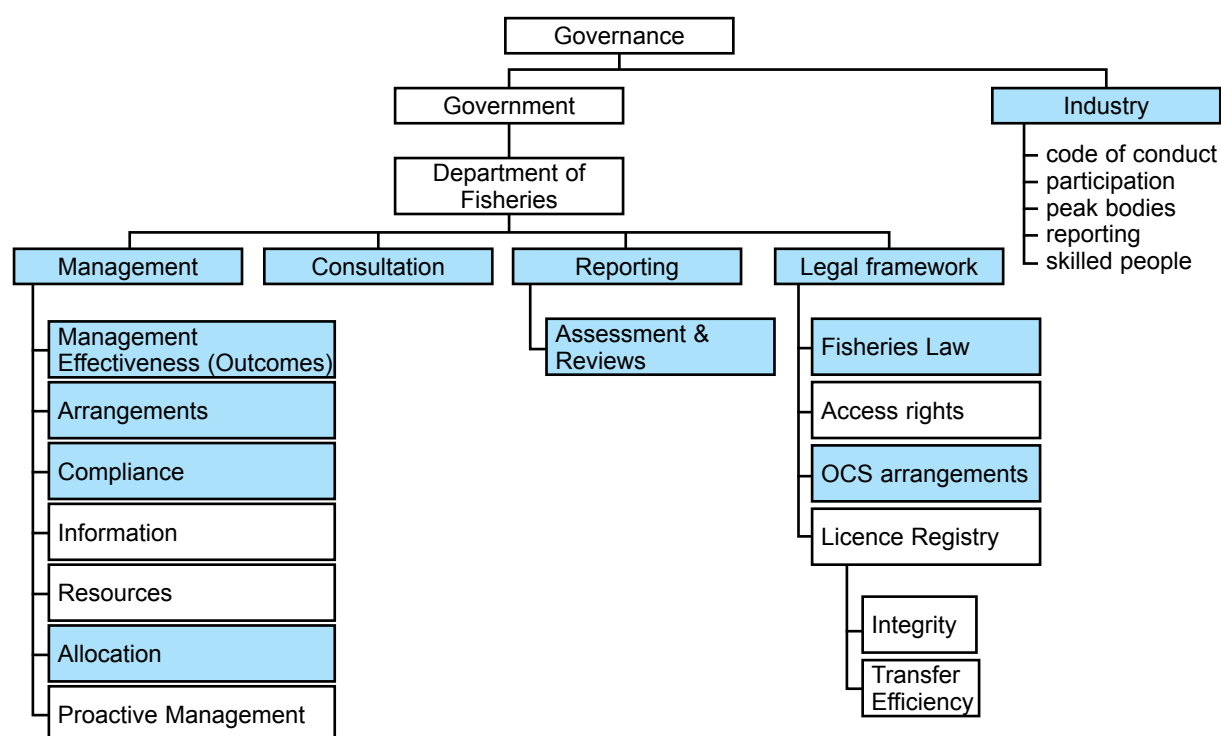 Governance
Government
Industry
code of conduct
participation
peak bodies
reporting
skilled people
Department of
Fisheries
Management
Consultation
Reporting
Legal framework
Management
Effectiveness (Outcomes)
Arrangements
Compliance
Information
Resources
Allocation
Proactive Management
Assessment &
Reviews
Fisheries Law
Access rights
OCS arrangements
Licence Registry
Integrity
Transfer
Efficiency